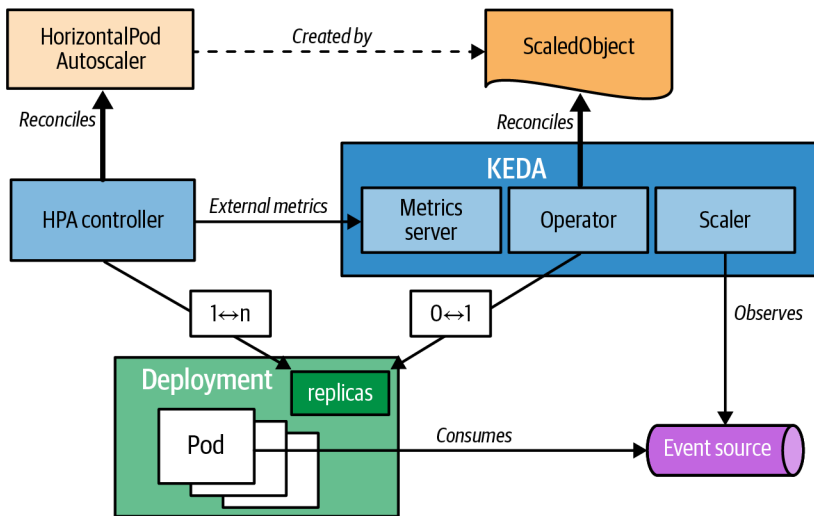 HorizontalPod
Autoscaler
Created by
ScaledObject
Reconciles
Reconciles
KEDA
HPA controller
External metrics
Metrics
server
Operator
Scaler
1↔n
0↔1
Observes
Deployment
replicas
Pod
Consumes
Event source